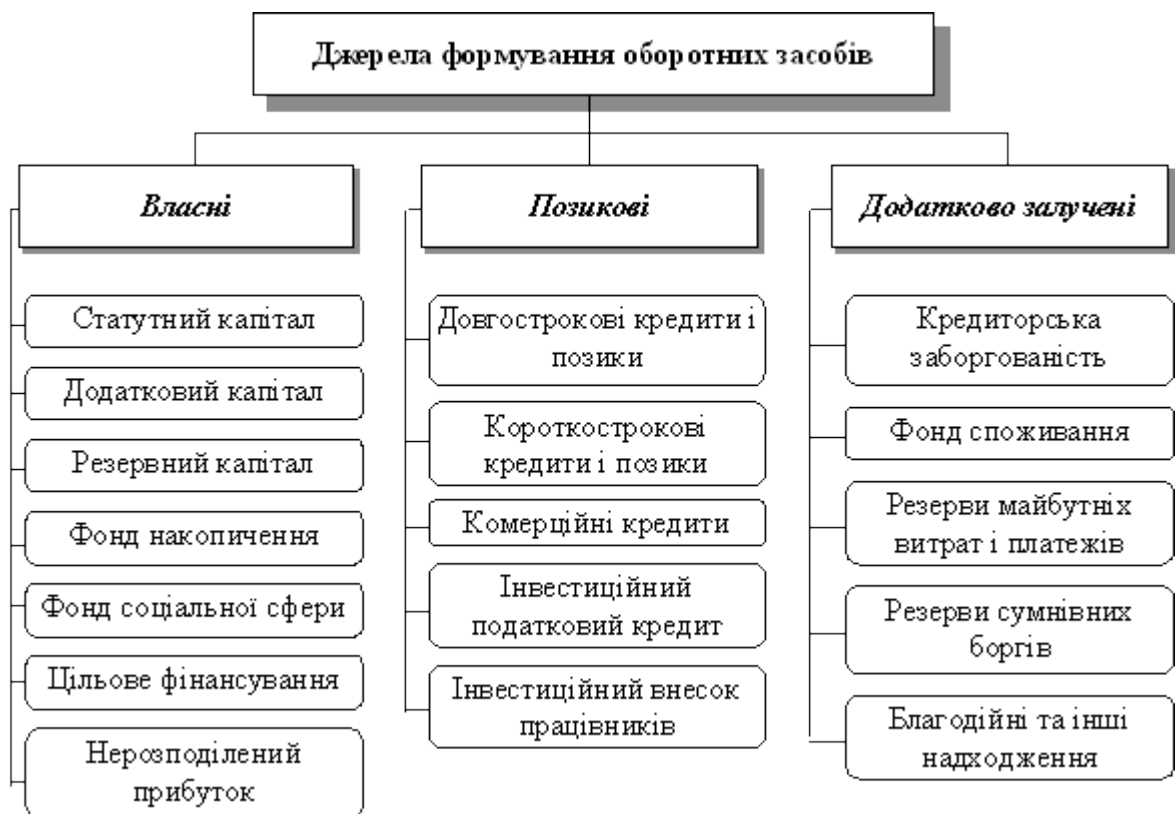 Джерела формування оборотних засобів
Власні
Статутний капітал
Додатковий капітал
Резервний капітал
Фонд накопичення
Фонд соціальної сфери
Цільове фінансування
Нерозподілений
прибуток
Позикові
Довгострокові кредити і
позики
Короткострокові
кредити і позики
Комерційні кредити
Інвестиційний
податковий кредит
Інвестиційний внесок
працівників
Додатково залучені
Кредиторська
заборгованість
Фонд споживання
Резерви майбутніх
витрат і платежів
Резерви сумнівних
боргів
Благодійні та інші
надходження